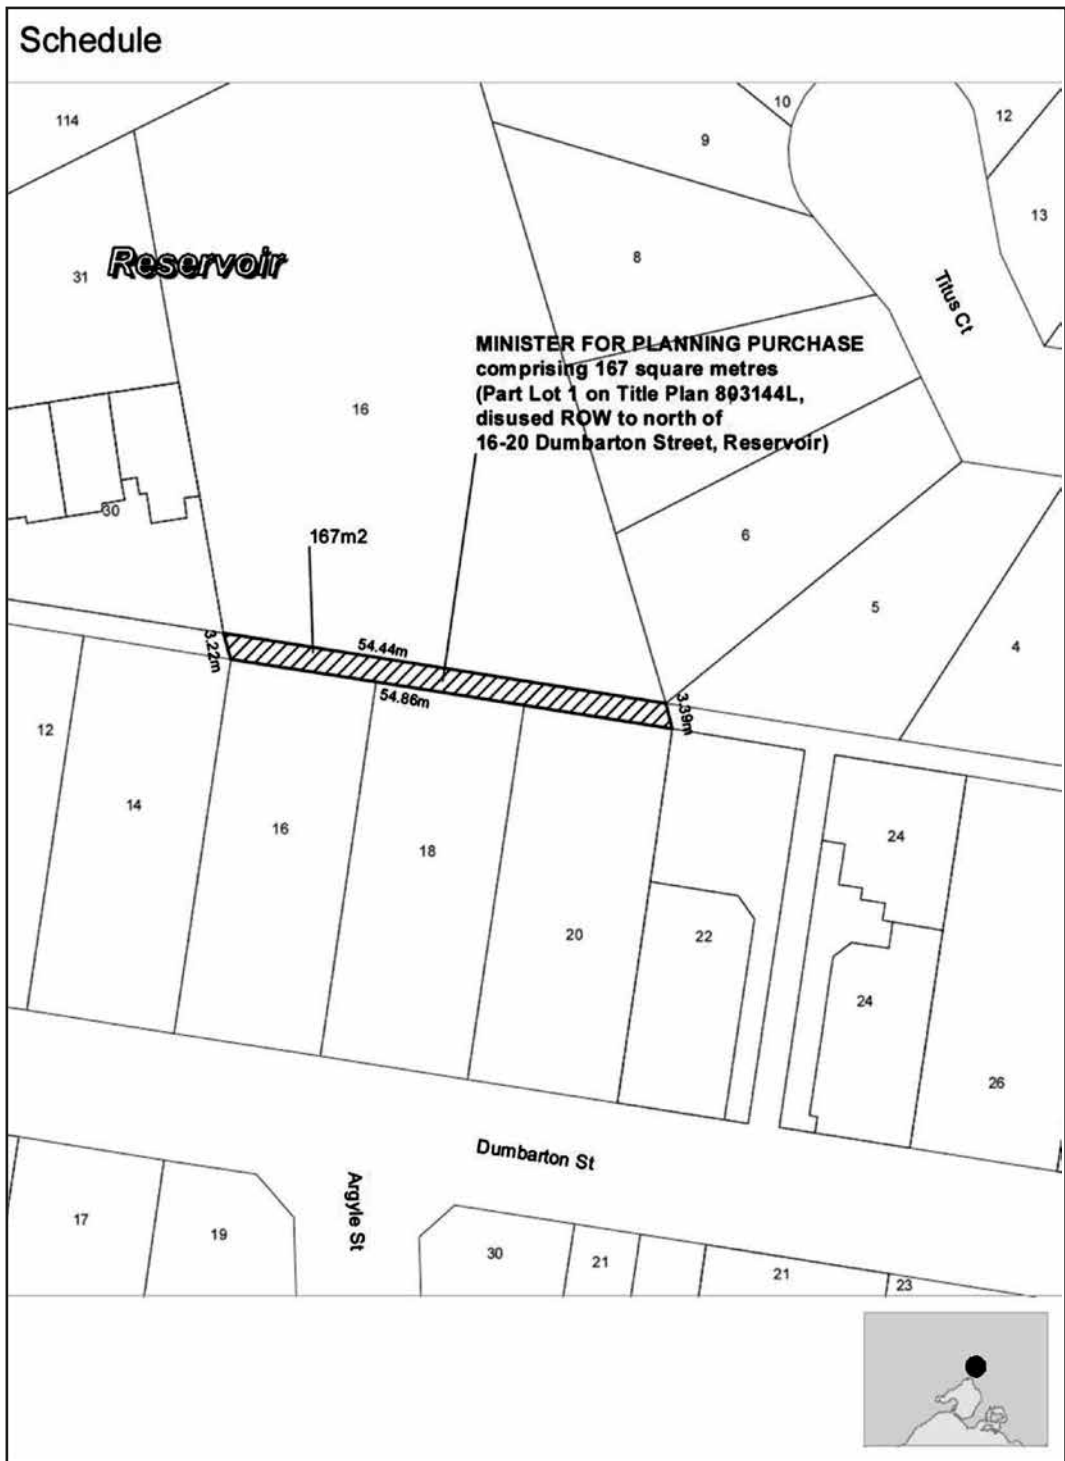 Schedule
114
10
12
9
13
8
31
Reservoir
Titus Ct
MINISTER FOR PLANNING PURCHASE
comprising 167 square metres
(Part Lot 1 on Title Plan 803144L,
disused ROW to north of
16-20 Dumbarton Street, Reservoir)
16
30
167m2
6
5
4
3.22m
54.44m
54.86m
3.39m
12
14
16
18
20
22
24
24
26
Dumbarton St
Argyle St
17
19
30
21
21
23